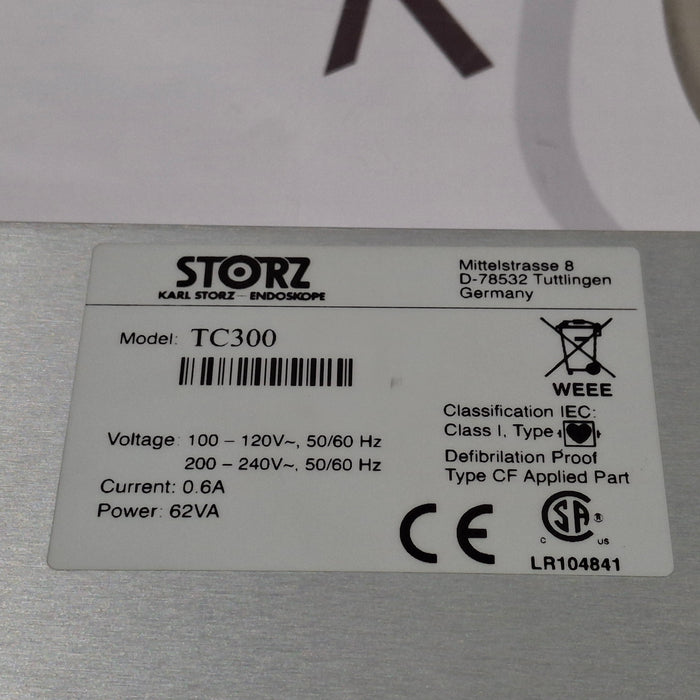 STORZ
KARL STORZ — ENDOSKOPE
Mittelstrasse 8
D-78532 Tuttlingen
Germany
Model: TC300
WEEE
Classification IEC:
Class I, Type
Defibrilation Proof
Type CF Applied Part
Voltage: 100 – 120V~, 50/60 Hz
200 – 240V~, 50/60 Hz
Current: 0.6A
Power: 62VA
CE
C SA ® US
LR104841